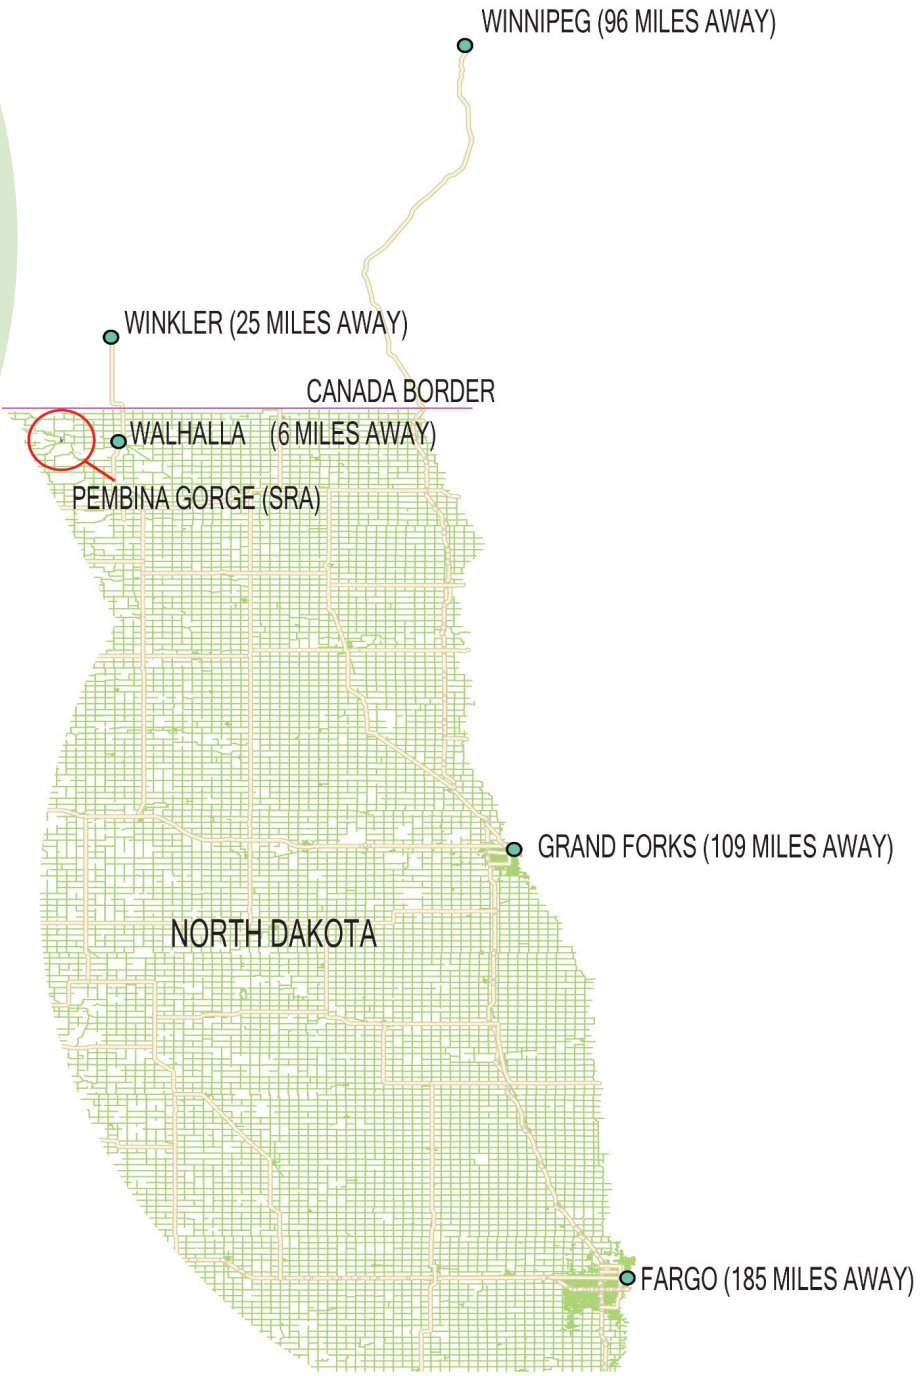 WINNIPEG (96 MILES AWAY)
WINKLER (25 MILES AWAY)
CANADA BORDER
WALHALLA (6 MILES AWAY)
PEMBINA GORGE (SRA)
GRAND FORKS (109 MILES AWAY)
NORTH DAKOTA
FARGO (185 MILES AWAY)